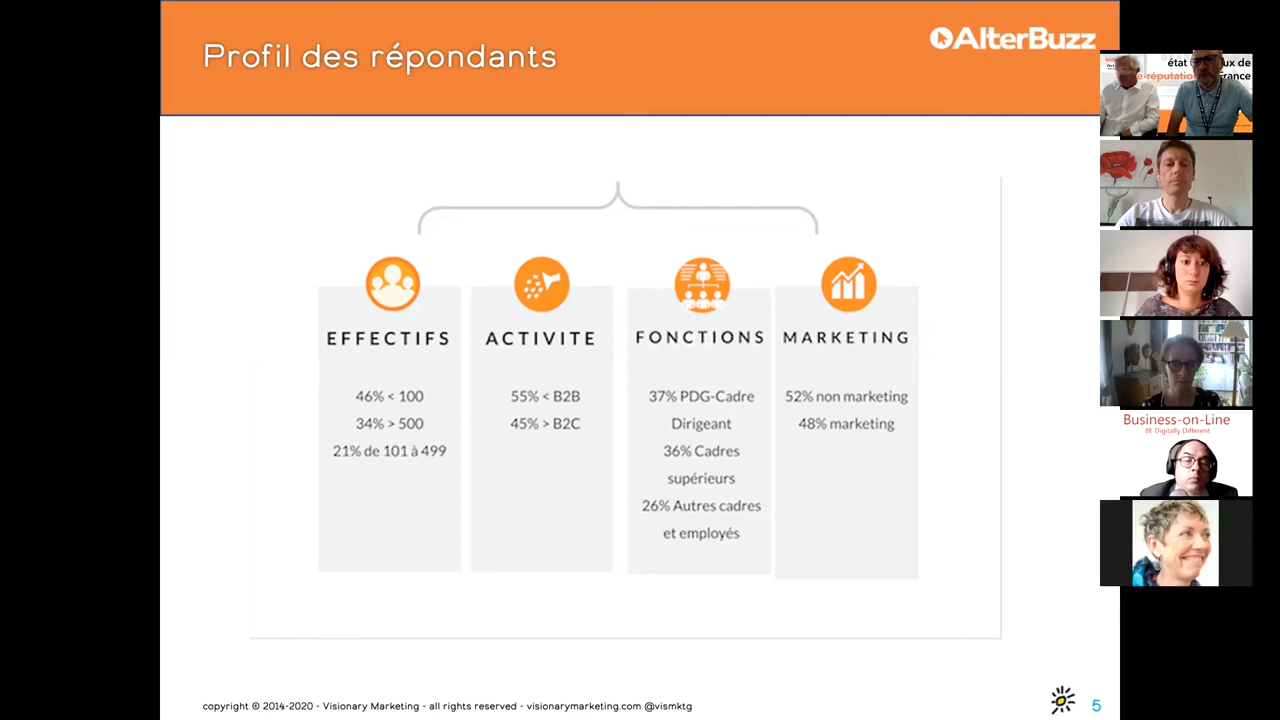 Profil des répondants
AlterBuzz
EFFECTIFS
46% < 100
34% > 500
21% de 101 à 499
ACTIVITE
55% < B2B
45% > B2C
FONCTIONS
37% PDG-Cadre
Dirigeant
36% Cadres
supérieurs
26% Autres cadres
et employés
MARKETING
52% non marketing
48% marketing
copyright © 2014-2020 - Visionary Marketing - all rights reserved - visionarymarketing.com @vismktg
5
état
ux de
e-réputation
France
Business-on-Line
BE Digitally Different